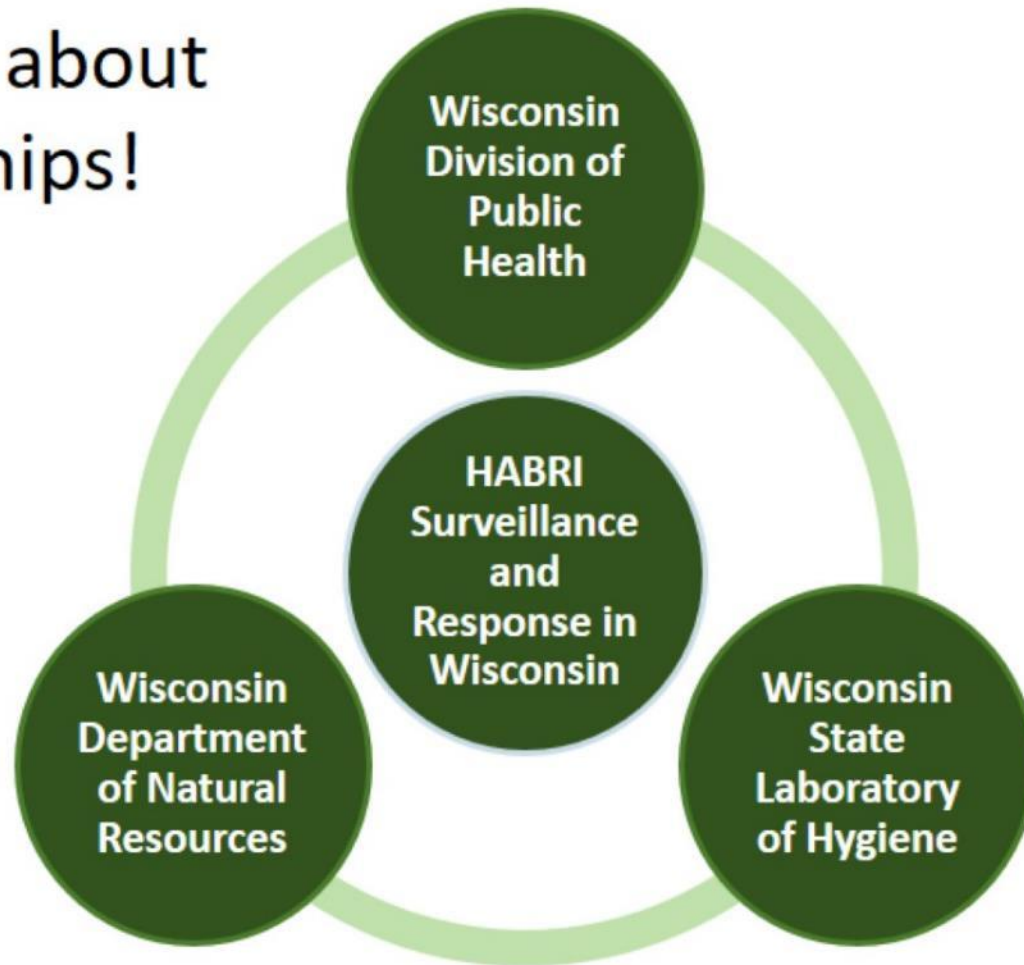 about
hips!
Wisconsin
Division of
Public
Health
HABRI
Surveillance
and
Response in
Wisconsin
Wisconsin
Department
of Natural
Resources
Wisconsin
State
Laboratory
of Hygiene